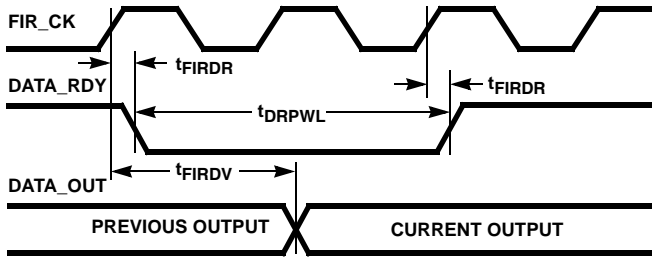 FIR_CK
tFIRDR
DATA_RDY
tFIRDR
tDRPWL
tFIRDV
DATA_OUT
PREVIOUS OUTPUT
CURRENT OUTPUT